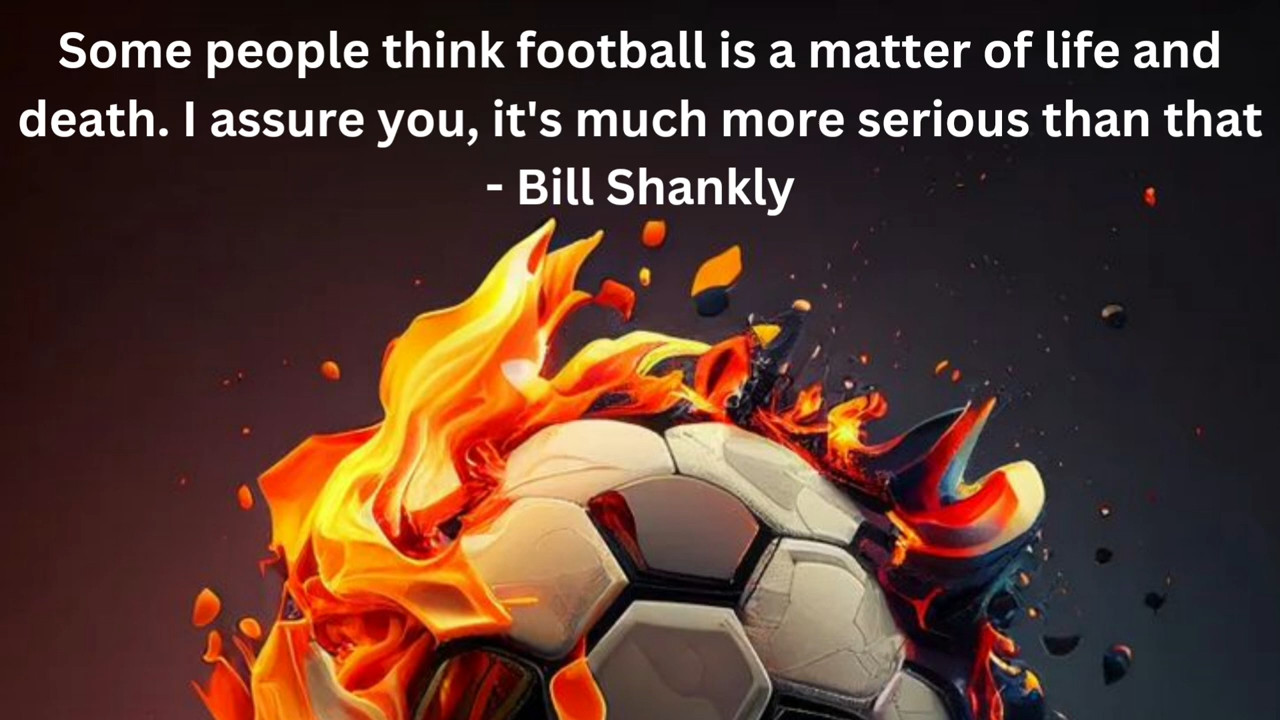 Some people think football is a matter of life and
death. I assure you, it's much more serious than that
- Bill Shankly